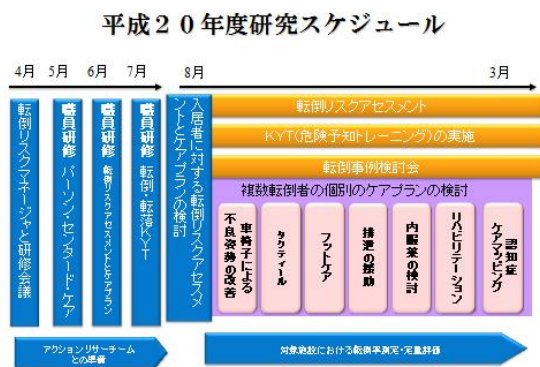 平成20年度研究スケジュール
4月
5月
6月
7月
8月
3月
転倒リスクマネージャと研修会議
職員研修
パーソン・センタード・ケア
職員研修
転倒リスクアセスメントとケアプラン
職員研修
転倒・転落KYT
入居者に対する転倒リスクアセスメ
ントとケアプランの検討
転倒リスクアセスメント
KYT(危険予知トレーニング)の実施
転倒事例検討会
複数転倒者の個別のケアプランの検討
車椅子による
不良姿勢の改善
タクティール
フットケア
排泄の援助
内服薬の検討
リハビリテーション
認知症
ケアマッピング
アクションリサーチチーム
との準備
対象施設における転倒率測定・定量評価